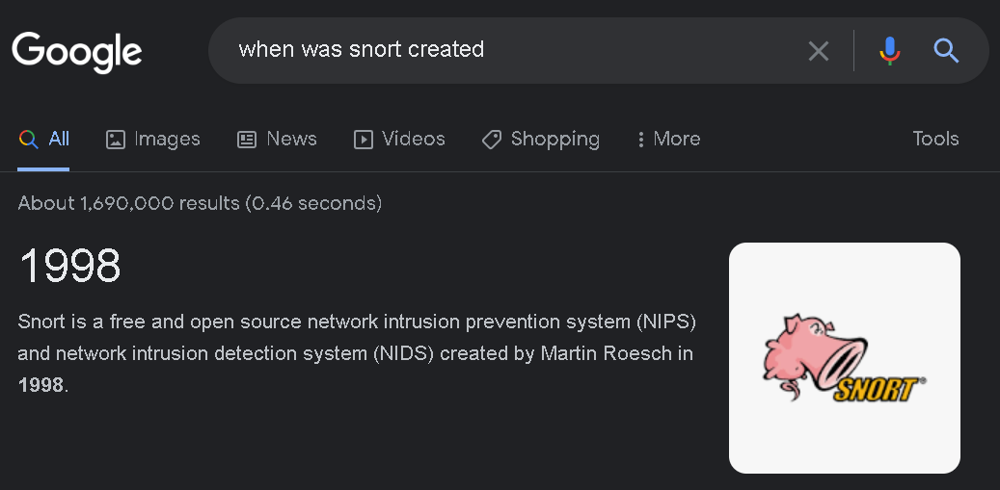 Google
when was snort created
All Images News Videos Shopping More Tools
About 1,690,000 results (0.46 seconds)
1998
Snort is a free and open source network intrusion prevention system (NIPS)
and network intrusion detection system (NIDS) created by Martin Roesch in
1998.
SNORT®